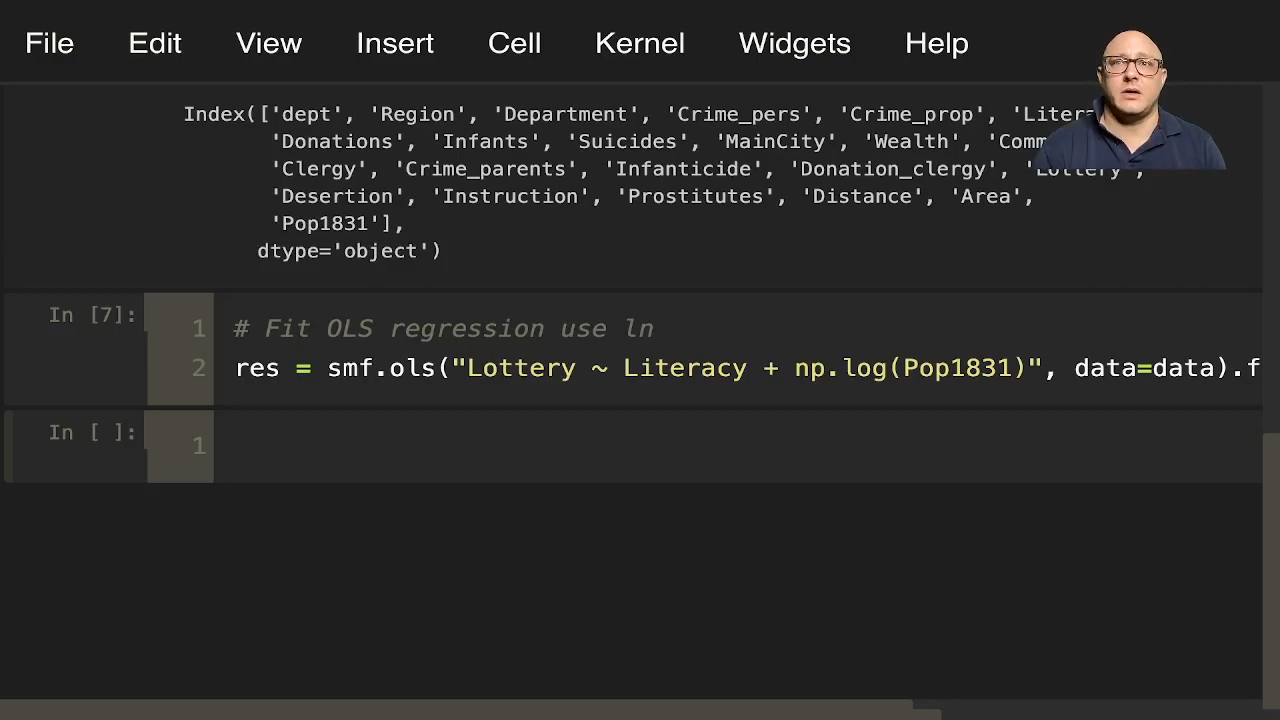 File Edit View Insert Cell Kernel Widgets Help
Index(['dept', 'Region', 'Department', 'Crime_pers', 'Crime_prop',
'Donations', 'Infants', 'Suicides', 'MainCity', 'Wealth',
'Clergy', 'Crime_parents', 'Infanticide', 'Donation_clergy', 'Lottery',
'Desertion', 'Instruction', 'Prostitutes', 'Distance', 'Area',
'Pop1831'],
dtype='object')
In [7]:
1 # Fit OLS regression use ln
2 res = smf.ols("Lottery ~ Literacy + np.log(Pop1831)", data=data).f
In [ ]:
1